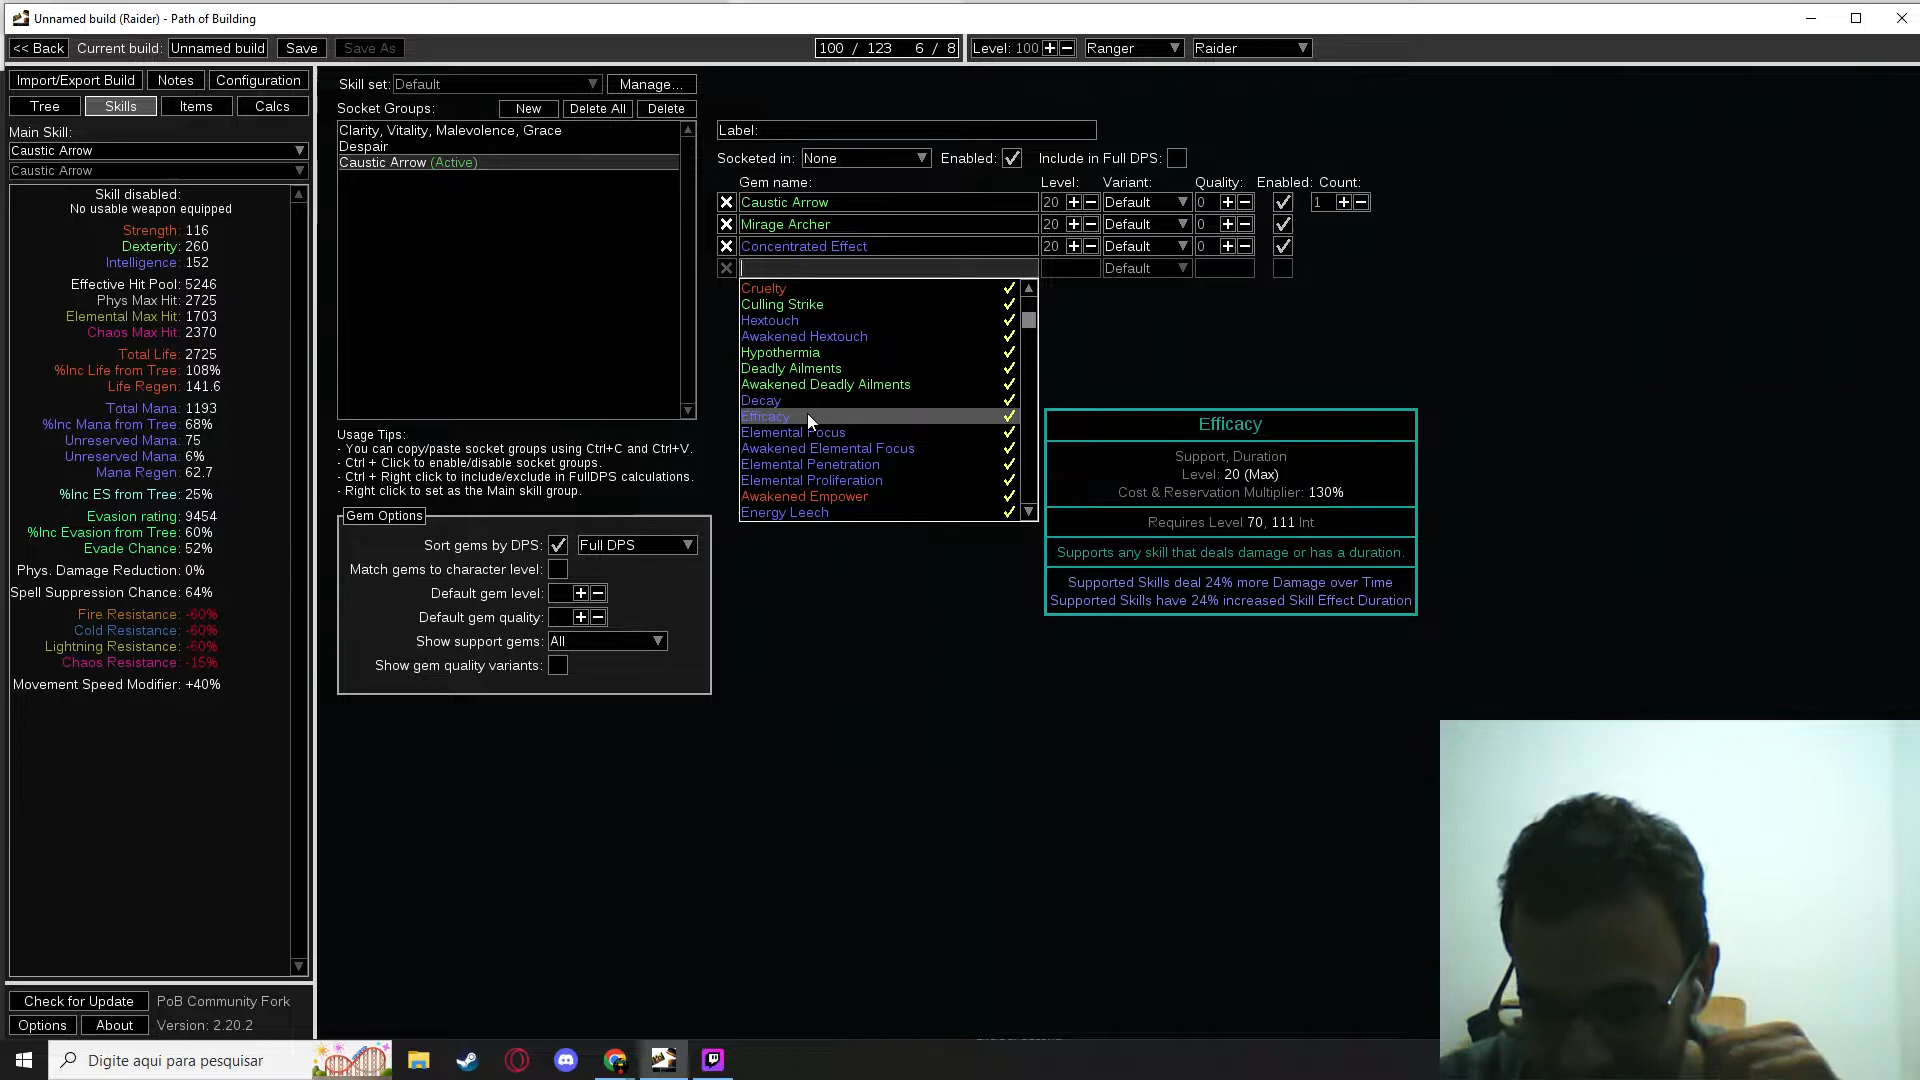 Unnamed build (Raider) - Path of Building
<< Back
Current build: Unnamed build
Save
Save As
100 / 123 6 / 8
Level: 100
Ranger
Raider
Import/Export Build
Notes
Configuration
Tree
Skills
Items
Calcs
Main Skill:
Caustic Arrow
Caustic Arrow
Skill disabled:
No usable weapon equipped
Strength: 116
Dexterity: 260
Intelligence: 152
Effective Hit Pool: 5246
Phys Max Hit: 2725
Elemental Max Hit: 1703
Chaos Max Hit: 2370
Total Life: 2725
%Inc Life from Tree: 108%
Life Regen: 141.6
Total Mana: 1193
%Inc Mana from Tree: 68%
Unreserved Mana: 75
Unreserved Mana: 6%
Mana Regen: 62.7
%Inc ES from Tree: 25%
Evasion rating: 9454
%Inc Evasion from Tree: 60%
Evade Chance: 52%
Phys. Damage Reduction: 0%
Spell Suppression Chance: 64%
Fire Resistance: -60%
Cold Resistance: -60%
Lightning Resistance: -60%
Chaos Resistance: -15%
Movement Speed Modifier: +40%
Check for Update
PoB Community Fork
Options
About
Version: 2.20.2
Skill set: Default
Manage...
Socket Groups:
New
Delete All
Delete
Clarity, Vitality, Malevolence, Grace
Despair
Caustic Arrow (Active)
Usage Tips:
- You can copy/paste socket groups using Ctrl+C and Ctrl+V.
- Ctrl + Click to enable/disable socket groups.
- Ctrl + Right click to include/exclude in FullDPS calculations.
- Right click to set as the Main skill group.
Gem Options
Sort gems by DPS: Full DPS
Match gems to character level:
Default gem level:
Default gem quality:
Show support gems: All
Show gem quality variants:
Label:
Socketed in: None
Enabled:
Include in Full DPS:
Gem name: Level: Variant: Quality: Enabled: Count:
Caustic Arrow 20 Default 0 1
Mirage Archer 20 Default 0
Concentrated Effect 20 Default 0
Default
Cruelty
Culling Strike
Hextouch
Awakened Hextouch
Hypothermia
Deadly Ailments
Awakened Deadly Ailments
Decay
Efficacy
Elemental Focus
Awakened Elemental Focus
Elemental Penetration
Elemental Proliferation
Awakened Empower
Energy Leech
Efficacy
Support, Duration
Level: 20 (Max)
Cost & Reservation Multiplier: 130%
Requires Level 70, 111 Int
Supports any skill that deals damage or has a duration.
Supported Skills deal 24% more Damage over Time
Supported Skills have 24% increased Skill Effect Duration
Digite aqui para pesquisar